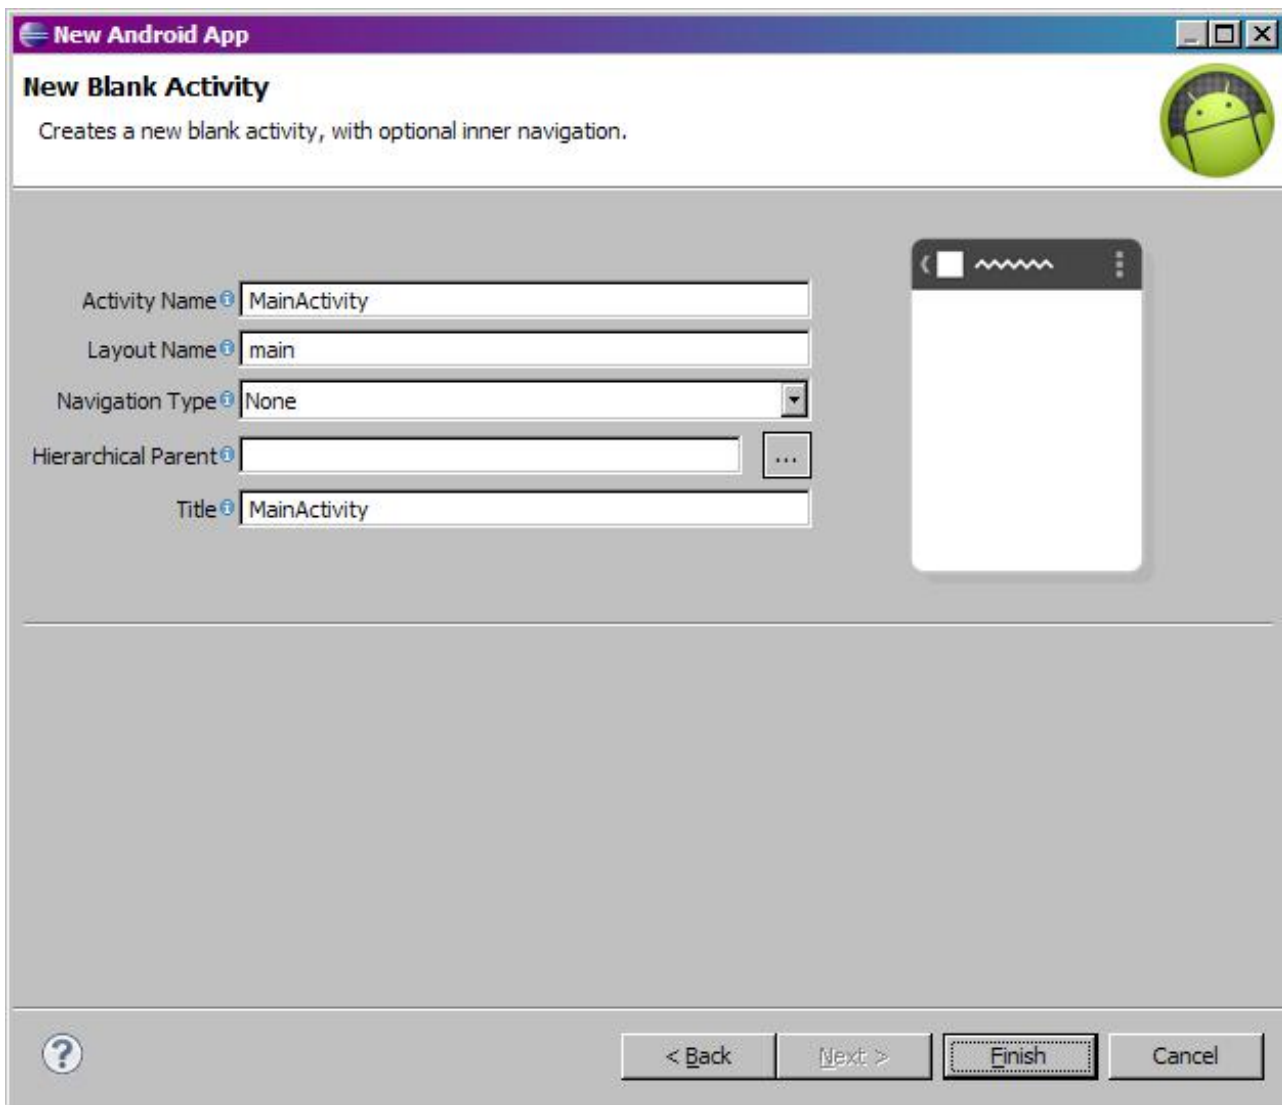 New Android App
New Blank Activity
Creates a new blank activity, with optional inner navigation.
Activity Name MainActivity
Layout Name main
Navigation Type None
Hierarchical Parent ...
Title MainActivity
< Back Next > Finish Cancel